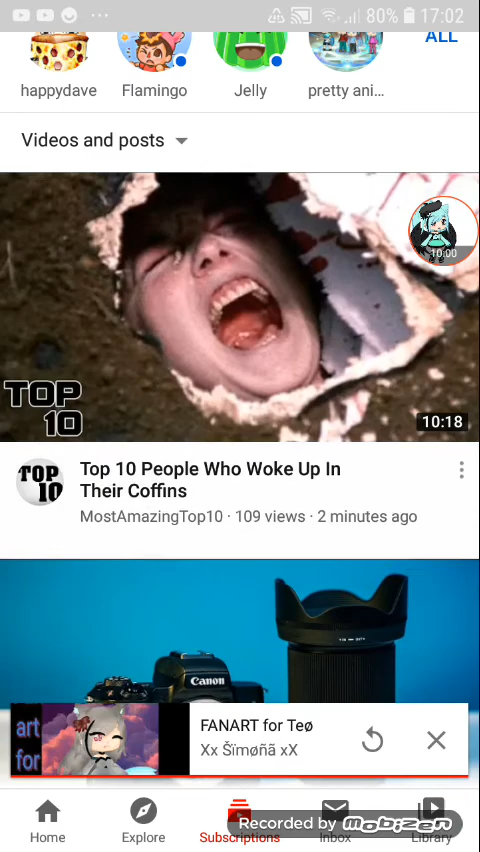 80% 17:02
ALL
happydave Flamingo Jelly pretty ani...
Videos and posts
10:00
TOP
10
10:18
TOP
10
Top 10 People Who Woke Up In
Their Coffins
MostAmazingTop10 · 109 views · 2 minutes ago
Canon
art
for
FANART for Teø
Xx Šïmøñã xX
Home Explore Subscriptions Inbox Library
Recorded by Mobizen